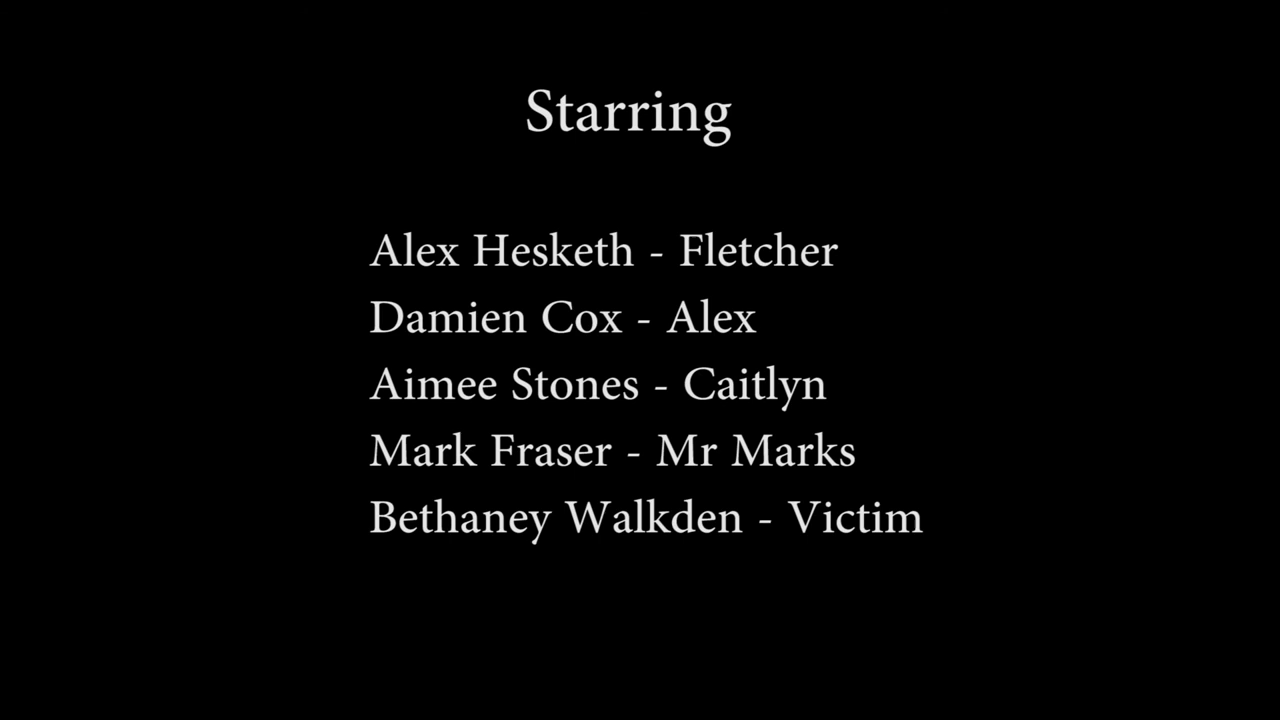 Starring
Alex Hesketh - Fletcher
Damien Cox - Alex
Aimee Stones - Caitlyn
Mark Fraser - Mr Marks
Bethaney Walkden - Victim